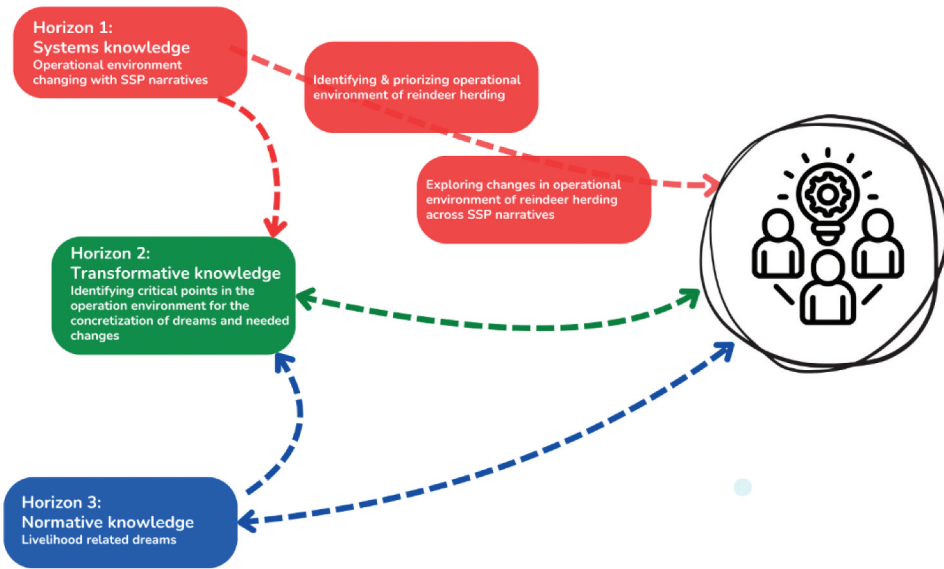 Horizon 1:
Systems knowledge
Operational environment
changing with SSP narratives
Identifying & priorizing operational
environment of reindeer herding
Exploring changes in operational
environment of reindeer herding
across SSP narratives
Horizon 2:
Transformative knowledge
Identifying critical points in the
operation environment for the
concretization of dreams and needed
changes
Horizon 3:
Normative knowledge
Livelihood related dreams